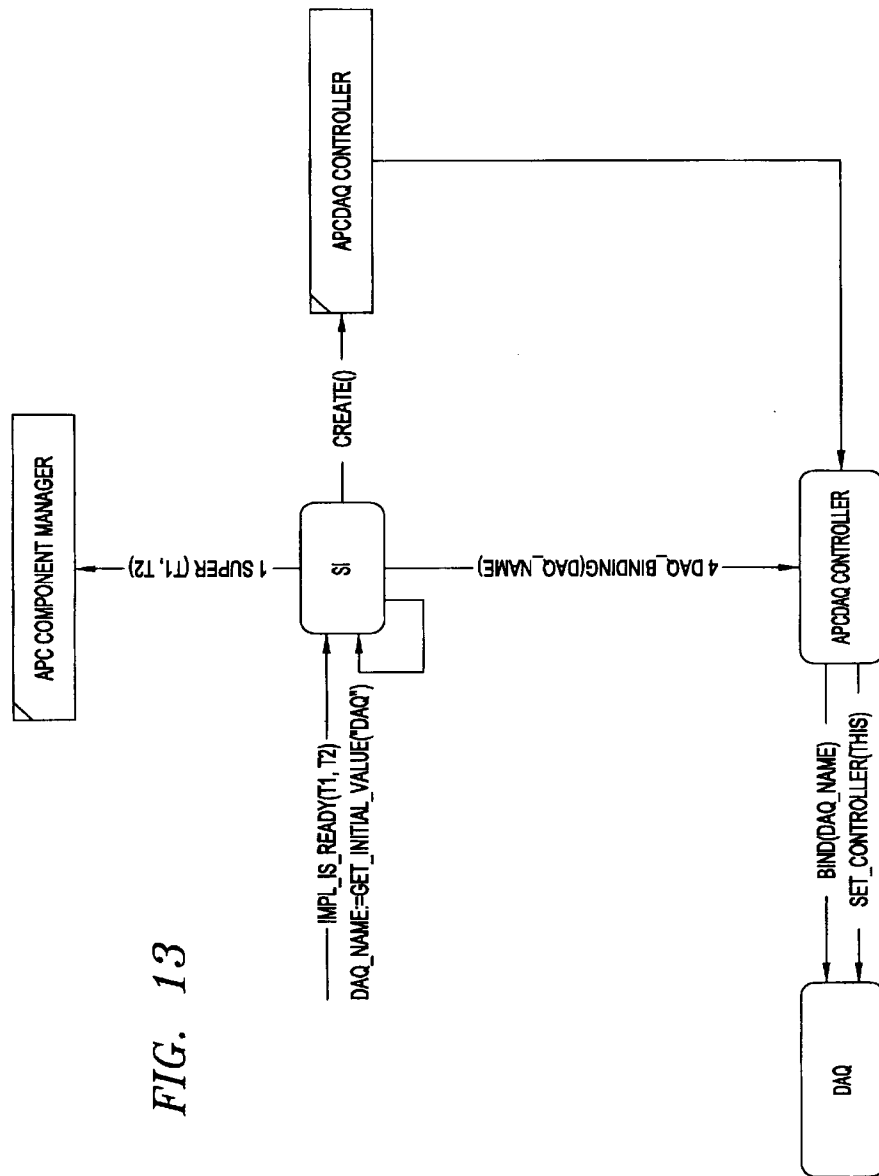 FIG. 13
APC COMPONENT MANAGER
1 SUPER (T1, T2)
IMPL_IS_READY(T1, T2)
DAQ_NAME:=GET_INITIAL_VALUE("DAQ")
SI
CREATE()
APCDAQ CONTROLLER
4 DAQ_BINDING(DAQ_NAME)
DAQ
BIND(DAQ_NAME)
SET_CONTROLLER(THIS)
APCDAQ CONTROLLER